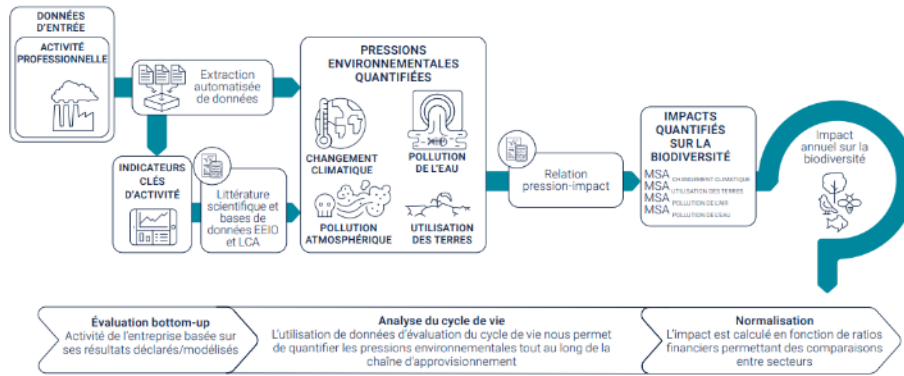 DONNÉES
D'ENTRÉE
ACTIVITÉ
PROFESSIONNELLE
Extraction
automatisée
de données
INDICATEURS
CLÉS
D'ACTIVITÉ
Littérature
scientifique et
bases de
données EEIO
et LCA
PRESSIONS
ENVIRONNEMENTALES
QUANTIFIÉES
CHANGEMENT
CLIMATIQUE
POLLUTION
DE L'EAU
POLLUTION
ATMOSPHÉRIQUE
UTILISATION
DES TERRES
Relation
pression-impact
IMPACTS
QUANTIFIÉS
SUR LA
BIODIVERSITÉ
MSA CHANGEMENT CLIMATIQUE
MSA UTILISATION DES TERRES
MSA POLLUTION DE L'AIR
MSA POLLUTION DE L'EAU
Impact
annuel sur la
biodiversité
Évaluation bottom-up
Activité de l'entreprise basée sur
ses résultats déclarés/modélisés
Analyse du cycle de vie
L'utilisation de données d'évaluation du cycle de vie nous permet
de quantifier les pressions environnementales tout au long de la
chaîne d'approvisionnement
Normalisation
L'impact est calculé en fonction de ratios
financiers permettant des comparaisons
entre secteurs